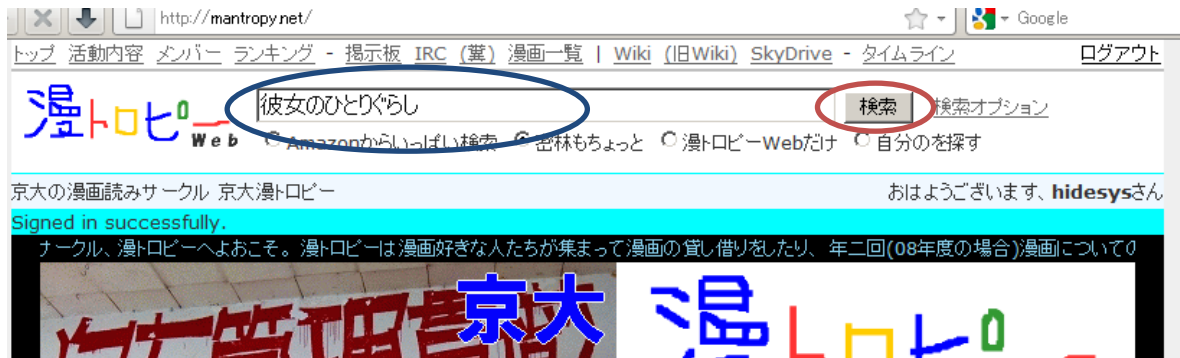 http://mantropy.net/
Google
トップ 活動内容 メンバー ランキング - 掲示板 IRC (糞) 漫画一覧 | Wiki (旧Wiki) SkyDrive - タイムライン ログアウト
漫トロピー Web
彼女のひとりぐらし 検索 検索オプション
Amazonからいっぱい検索 密林もちょっと 漫トロピーWebだけ 自分のを探す
京大の漫画読みサークル 京大漫トロピー おはようございます、hidesysさん
Signed in successfully.
サークル、漫トロピーへよおこそ。漫トロピーは漫画好きな人たちが集まって漫画の貸し借りをしたり、年二回(08年度の場合)漫画についての
京大
漫トロピ